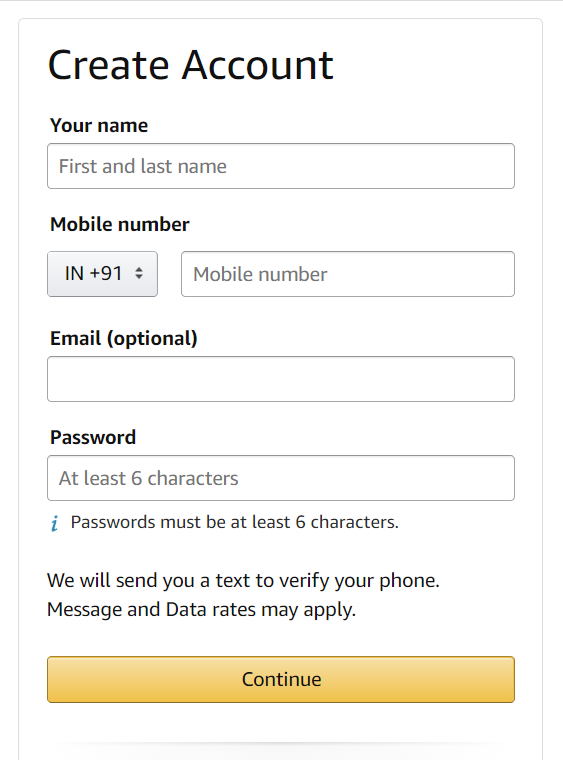 Create Account
Your name
First and last name
Mobile number
IN +91 Mobile number
Email (optional)
Password
At least 6 characters
i Passwords must be at least 6 characters.
We will send you a text to verify your phone.
Message and Data rates may apply.
Continue